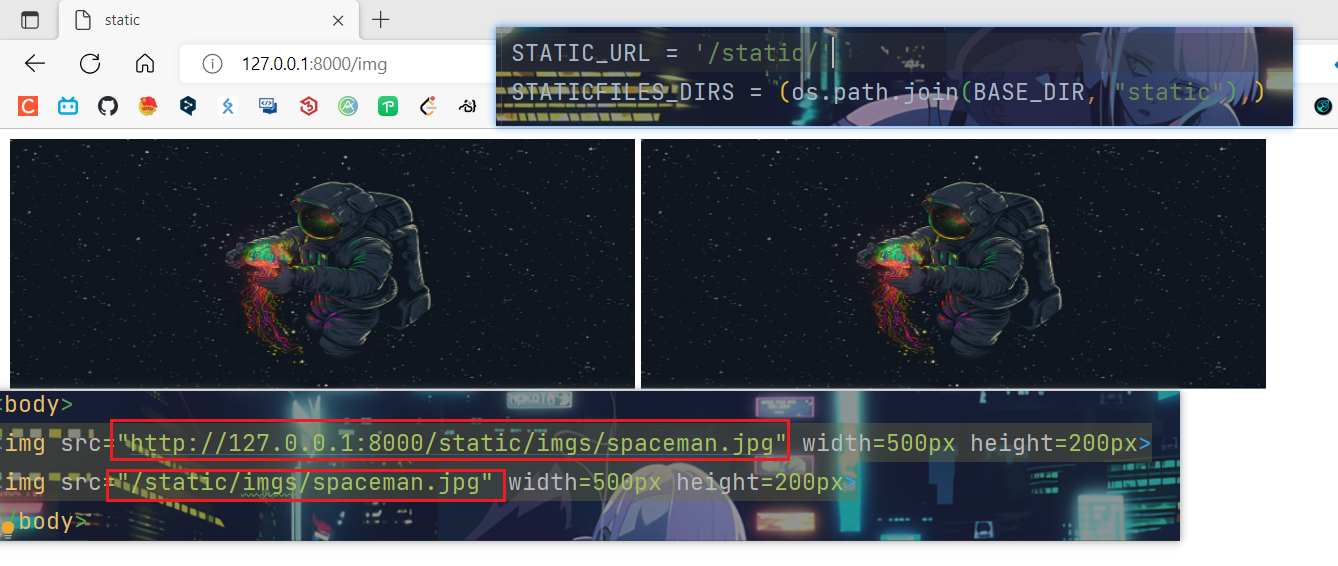 static
127.0.0.1:8000/img
STATIC_URL = '/static/'
STATICFILES_DIRS = (os.path.join(BASE_DIR, "static"),)
<body>
<img src="http://127.0.0.1:8000/static/imgs/spaceman.jpg" width=500px height=200px>
<img src="/static/imgs/spaceman.jpg" width=500px height=200px>
/body>